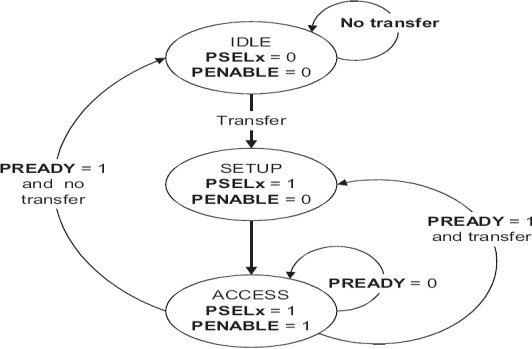 No transfer
IDLE
PSELx = 0
PENABLE = 0
Transfer
PREADY = 1
and no
transfer
SETUP
PSELx = 1
PENABLE = 0
PREADY = 1
and transfer
PREADY = 0
ACCESS
PSELx = 1
PENABLE = 1